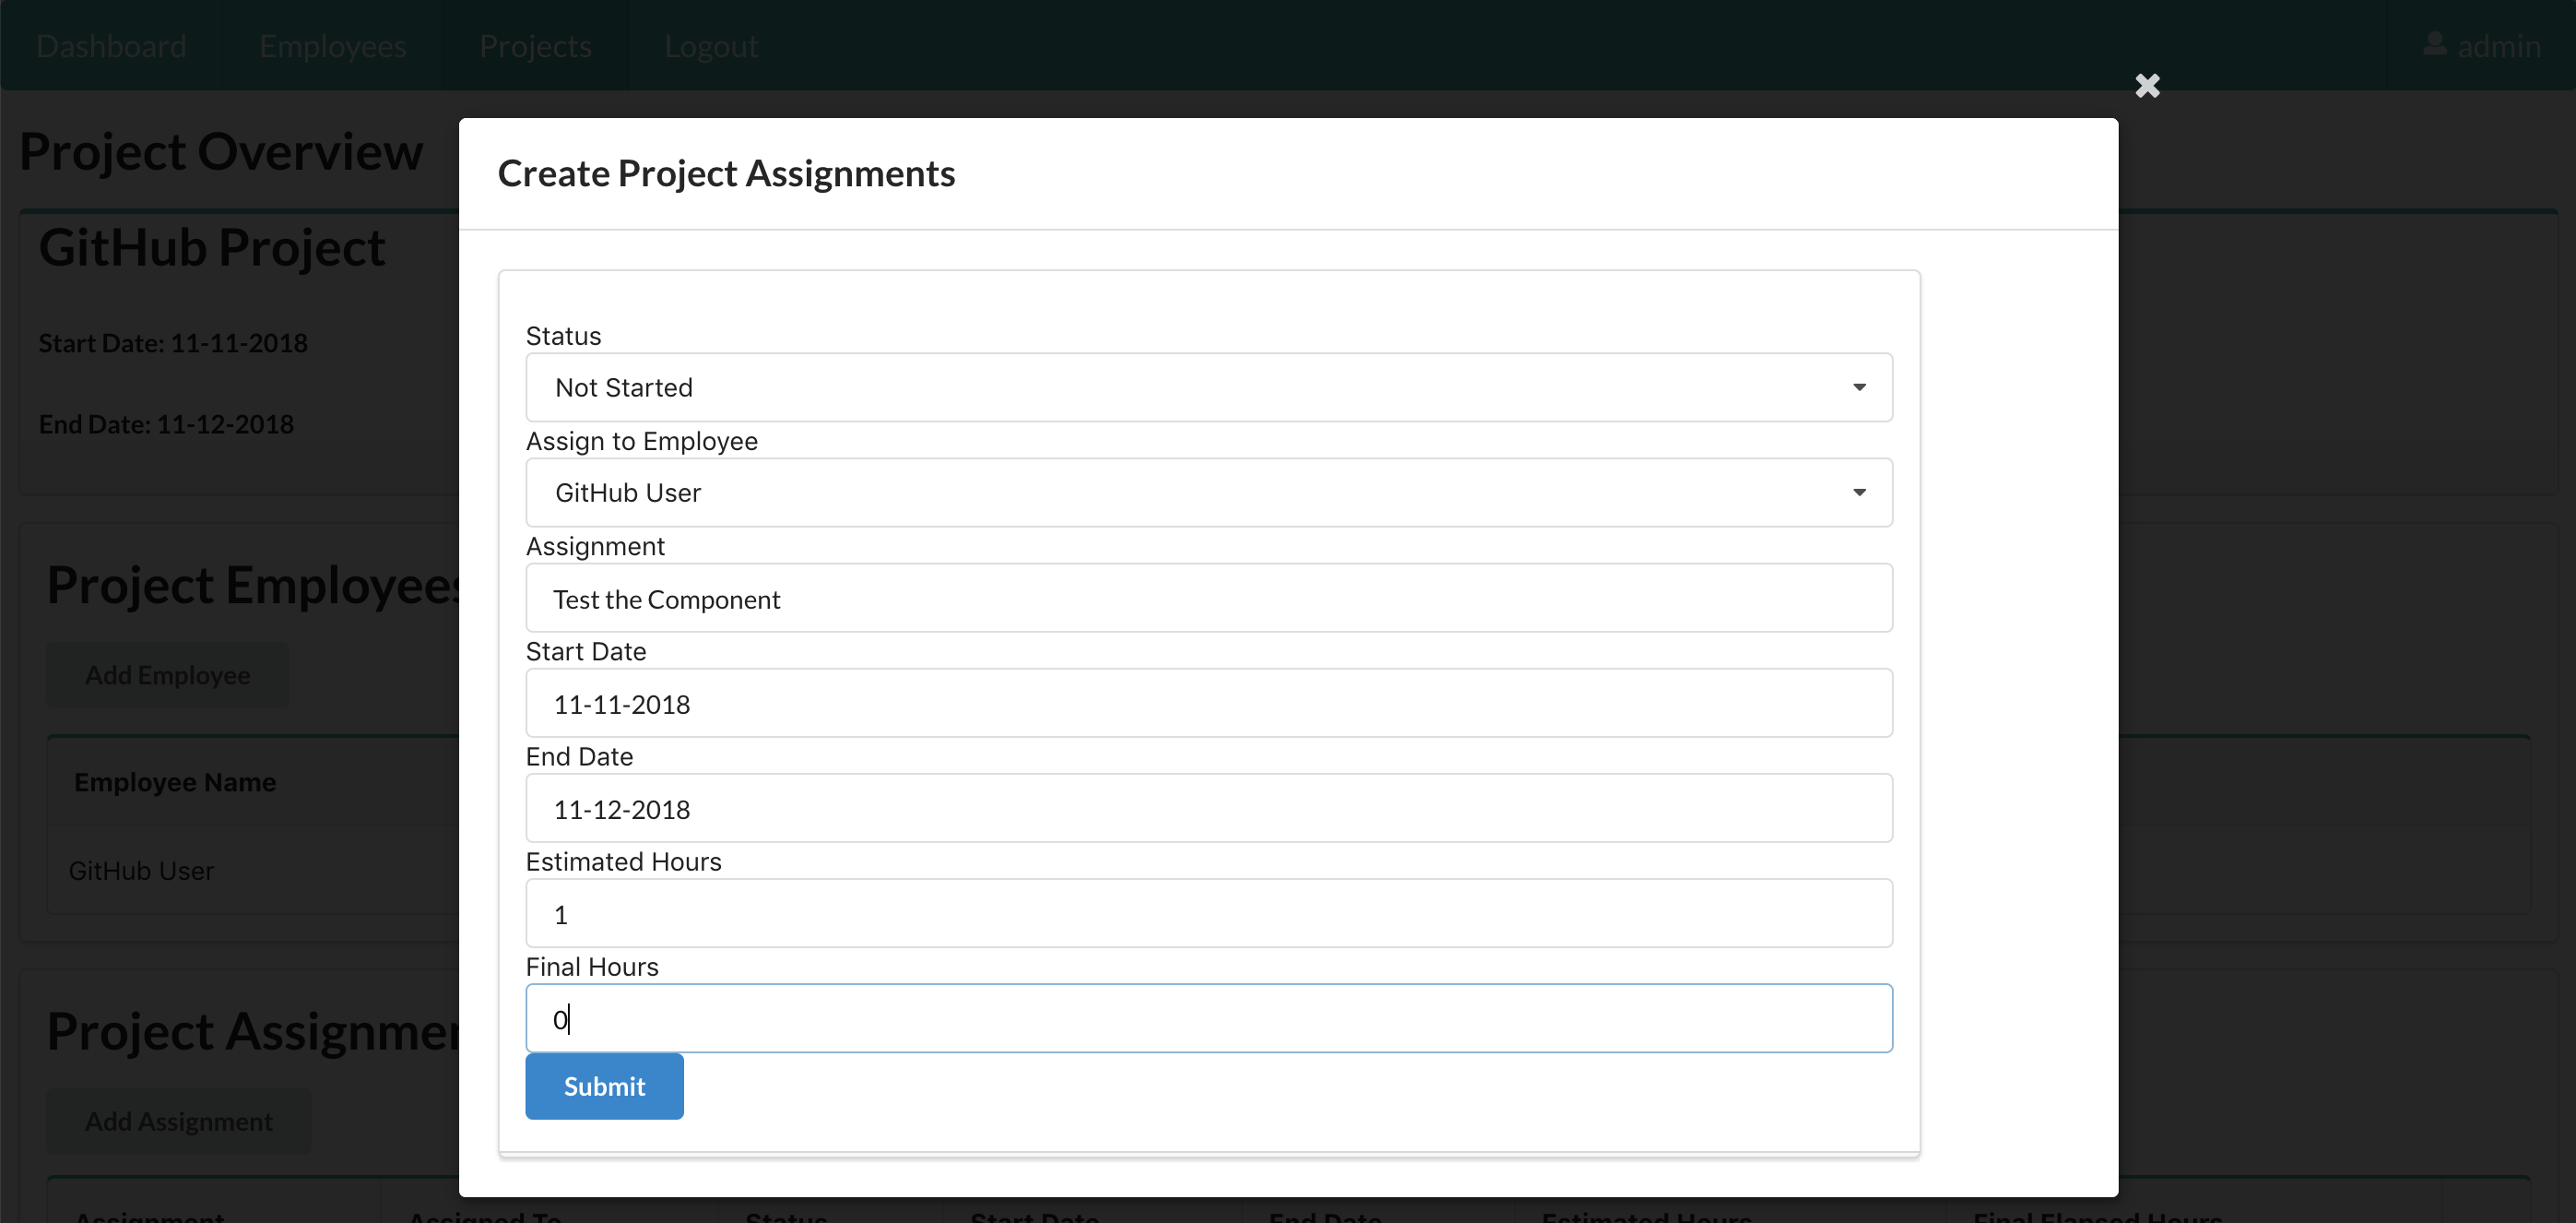 Dashboard Employees Projects Logout admin
Project Overview
GitHub Project
Start Date: 11-11-2018
End Date: 11-12-2018
Project Employees
Add Employee
Employee Name
GitHub User
Project Assignmen
Add Assignment
Assignment Assigned To Status Start Date End Date Estimated Hours Final Elapsed Hours
Create Project Assignments
Status
Not Started
Assign to Employee
GitHub User
Assignment
Test the Component
Start Date
11-11-2018
End Date
11-12-2018
Estimated Hours
1
Final Hours
0
Submit